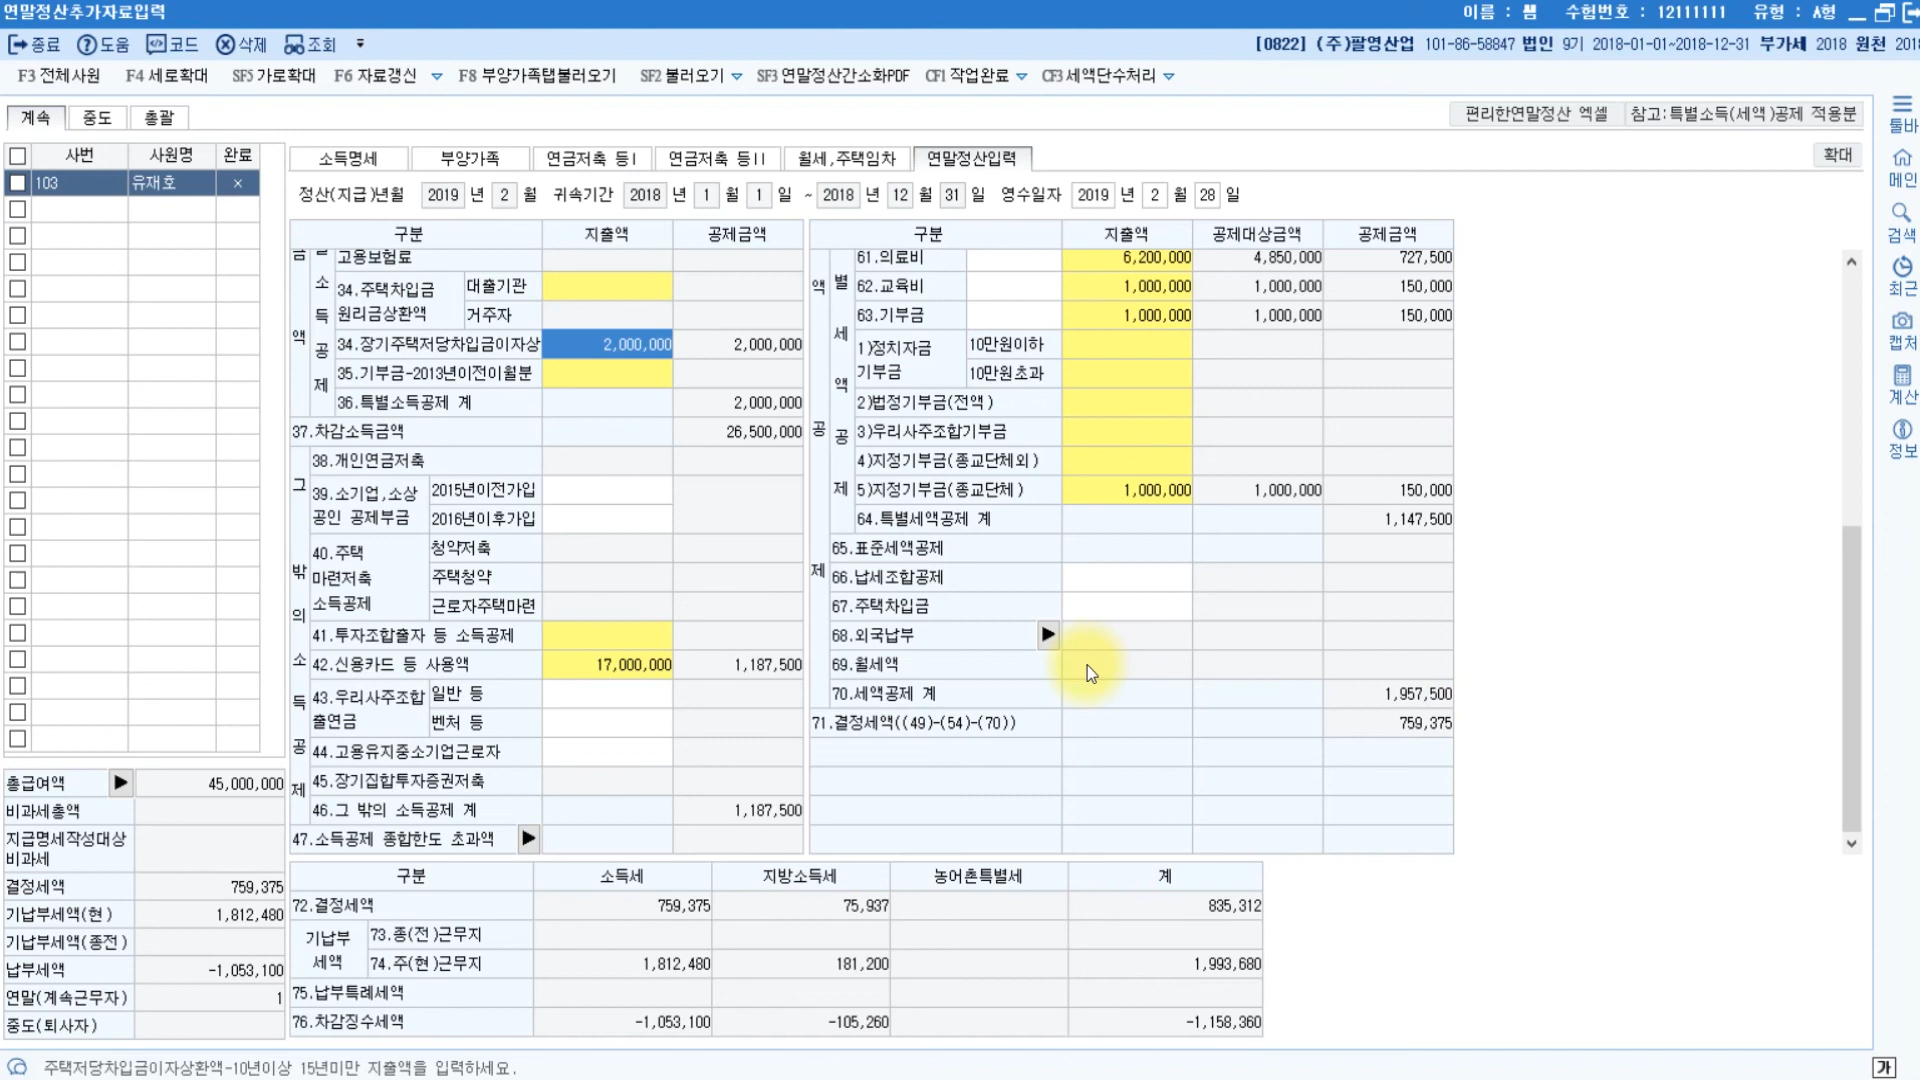 연말정산추가자료입력
이름 : 쌤 수험번호 : 12111111 유형 : A형
종료 도움 코드 삭제 조회
[0822] (주)팔영산업 101-86-58847 법인 9기 2018-01-01~2018-12-31 부가세 2018 원천 201
F3 전체사원 F4 세로확대 SF5 가로확대 F6 자료갱신 F8 부양가족탭불러오기 SF2 불러오기 SF3 연말정산간소화PDF CF1 작업완료 CF3 세액단수처리
계속 중도 총괄
편리한연말정산 엑셀 참고:특별소득(세액)공제 적용분
사번 사원명 완료
103 유재호 ×
소득명세 부양가족 연금저축 등I 연금저축 등II 월세,주택임차 연말정산입력 확대
정산(지급)년월 2019 년 2 월 귀속기간 2018 년 1 월 1 일 ~ 2018 년 12 월 31 일 영수일자 2019 년 2 월 28 일
구분 지출액 공제금액
액
소 득 공 제
고용보험료
34.주택차입금 원리금상환액 대출기관
거주자
34.장기주택저당차입금이자상 2,000,000 2,000,000
35.기부금-2013년이전이월분
36.특별소득공제 계 2,000,000
37.차감소득금액 26,500,000
그 밖 의 소 득 공 제
38.개인연금저축
39.소기업,소상공인 공제부금 2015년이전가입
2016년이후가입
40.주택마련저축 소득공제 청약저축
주택청약
근로자주택마련
41.투자조합출자 등 소득공제
42.신용카드 등 사용액 17,000,000 1,187,500
43.우리사주조합 출연금 일반 등
벤처 등
44.고용유지중소기업근로자
45.장기집합투자증권저축
46.그 밖의 소득공제 계 1,187,500
47.소득공제 종합한도 초과액
구분 지출액 공제대상금액 공제금액
액 공 제
별 세 액 공 제
61.의료비 6,200,000 4,850,000 727,500
62.교육비 1,000,000 1,000,000 150,000
63.기부금 1,000,000 1,000,000 150,000
1)정치자금 기부금 10만원이하
10만원초과
2)법정기부금(전액)
3)우리사주조합기부금
4)지정기부금(종교단체외)
5)지정기부금(종교단체) 1,000,000 1,000,000 150,000
64.특별세액공제 계 1,147,500
65.표준세액공제
66.납세조합공제
67.주택차입금
68.외국납부
69.월세액
70.세액공제 계 1,957,500
71.결정세액((49)-(54)-(70)) 759,375
총급여액 45,000,000
비과세총액
지급명세작성대상
비과세
결정세액 759,375
기납부세액(현) 1,812,480
기납부세액(종전)
납부세액 -1,053,100
연말(계속근무자) 1
중도(퇴사자)
구분 소득세 지방소득세 농어촌특별세 계
72.결정세액 759,375 75,937 835,312
기납부 세액 73.종(전)근무지
74.주(현)근무지 1,812,480 181,200 1,993,680
75.납부특례세액
76.차감징수세액 -1,053,100 -105,260 -1,158,360
툴바
메인
검색
최근
캡처
계산
정보
주택저당차입금이자상환액-10년이상 15년미만 지출액을 입력하세요.
가